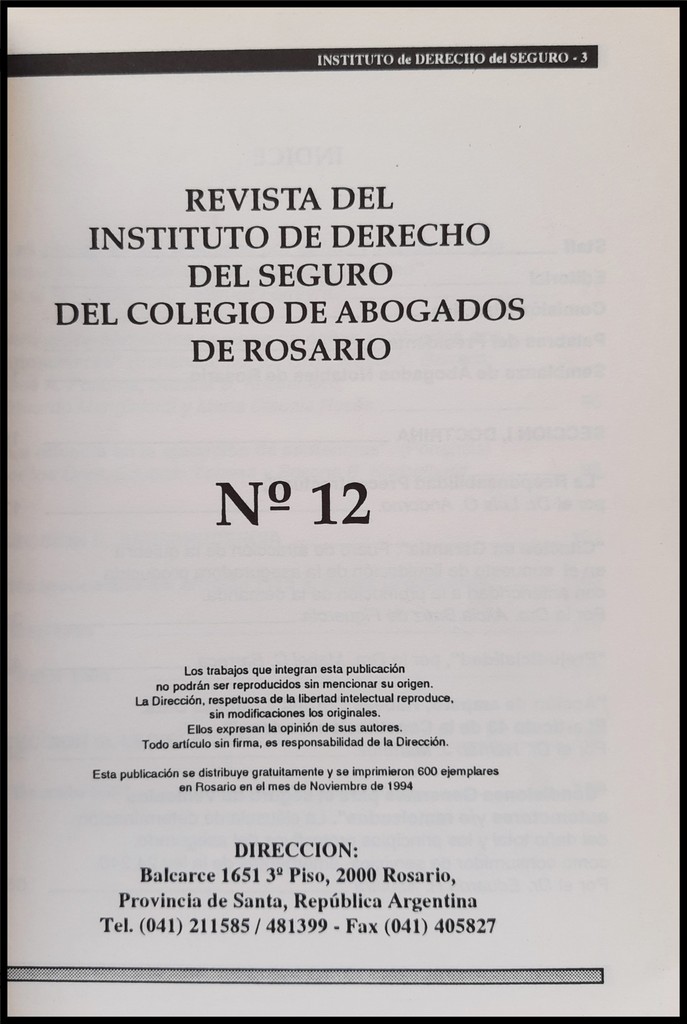 INSTITUTO de DERECHO del SEGURO - 3
REVISTA DEL
INSTITUTO DE DERECHO
DEL SEGURO
DEL COLEGIO DE ABOGADOS
DE ROSARIO
Nº 12
Los trabajos que integran esta publicación
no podrán ser reproducidos sin mencionar su origen.
La Dirección, respetuosa de la libertad intelectual reproduce,
sin modificaciones los originales.
Ellos expresan la opinión de sus autores.
Todo artículo sin firma, es responsabilidad de la Dirección.
Esta publicación se distribuye gratuitamente y se imprimieron 600 ejemplares
en Rosario en el mes de Noviembre de 1994
DIRECCION:
Balcarce 1651 3º Piso, 2000 Rosario,
Provincia de Santa, República Argentina
Tel. (041) 211585 / 481399 - Fax (041) 405827